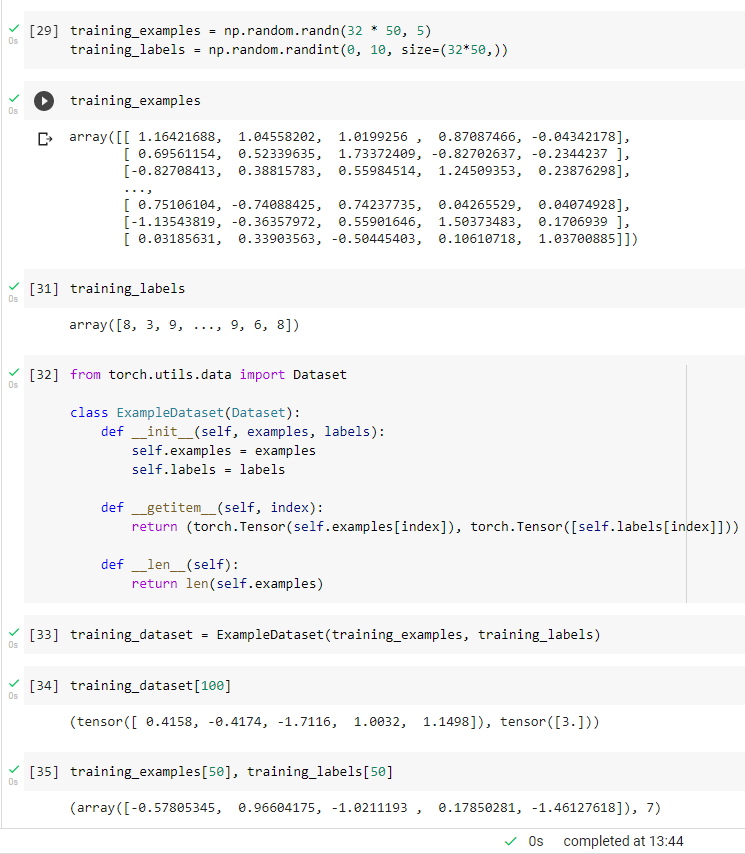 [29] training_examples = np.random.randn(32 * 50, 5)
0s training_labels = np.random.randint(0, 10, size=(32*50,))
training_examples
0s
array([[ 1.16421688,  1.04558202,  1.0199256 ,  0.87087466, -0.04342178],
       [ 0.69561154,  0.52339635,  1.73372409, -0.82702637, -0.2344237 ],
       [-0.82708413,  0.38815783,  0.55984514,  1.24509353,  0.23876298],
       ...,
       [ 0.75106104, -0.74088425,  0.74237735,  0.04265529,  0.04074928],
       [-1.13543819, -0.36357972,  0.55901646,  1.50373483,  0.1706939 ],
       [ 0.03185631,  0.33903563, -0.50445403,  0.10610718,  1.03700885]])
[31] training_labels
0s
array([8, 3, 9, ..., 9, 6, 8])
[32] from torch.utils.data import Dataset
0s
class ExampleDataset(Dataset):
    def __init__(self, examples, labels):
        self.examples = examples
        self.labels = labels
    def __getitem__(self, index):
        return (torch.Tensor(self.examples[index]), torch.Tensor([self.labels[index]]))
    def __len__(self):
        return len(self.examples)
[33] training_dataset = ExampleDataset(training_examples, training_labels)
0s
[34] training_dataset[100]
0s
(tensor([ 0.4158, -0.4174, -1.7116,  1.0032,  1.1498]), tensor([3.]))
[35] training_examples[50], training_labels[50]
0s
(array([-0.57805345,  0.96604175, -1.0211193 ,  0.17850281, -1.46127618]), 7)
0s completed at 13:44